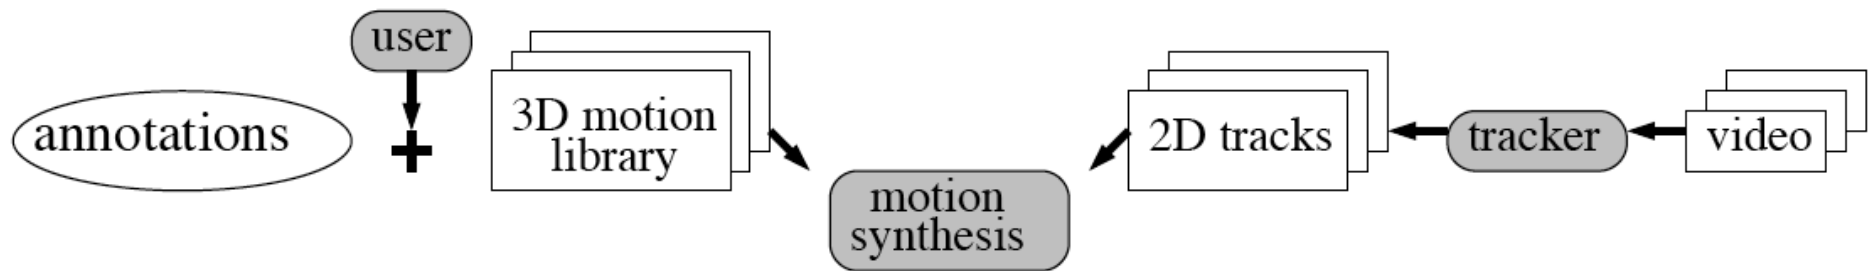 user
annotations
+
3D motion
library
2D tracks
tracker
video
motion
synthesis